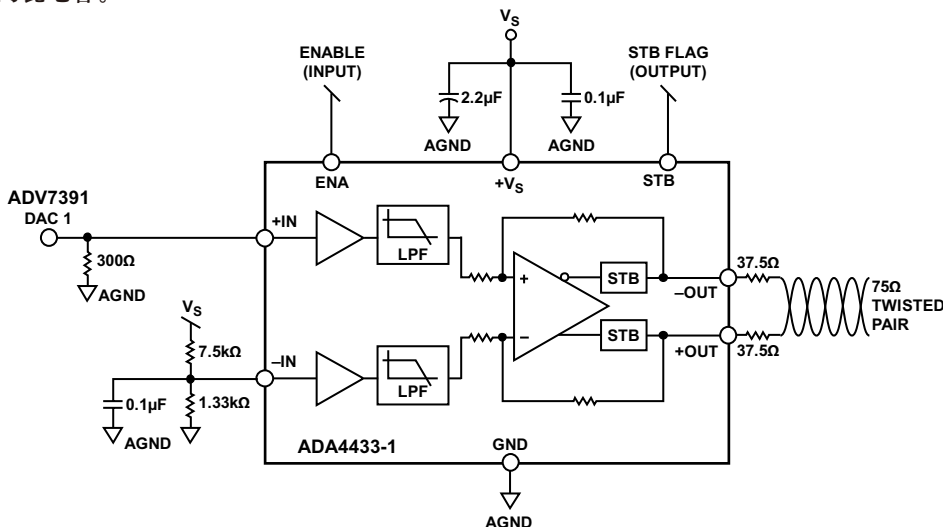 VS
ENABLE
(INPUT)
STB FLAG
(OUTPUT)
2.2µF
0.1µF
AGND
AGND
ENA
+VS
STB
ADV7391
DAC 1
+IN
LPF
300Ω
AGND
37.5Ω
STB
–OUT
75Ω
TWISTED
PAIR
+
–
VS
7.5kΩ
–IN
STB
+OUT
37.5Ω
LPF
0.1µF
1.33kΩ
AGND
ADA4433-1
GND
AGND